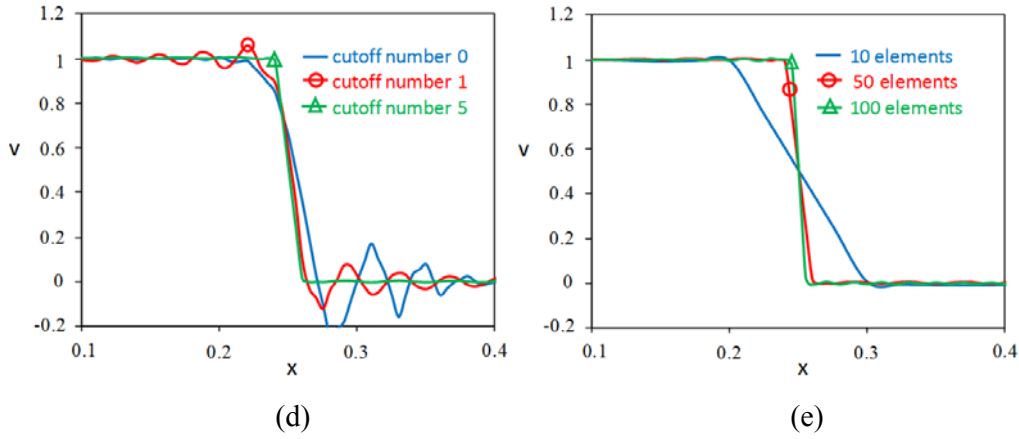 1.2
1
0.8
0.6
0.4
0.2
0
-0.2
v
0.1
0.2
0.3
0.4
x
cutoff number 0
cutoff number 1
cutoff number 5
(d)
1.2
1
0.8
0.6
0.4
0.2
0
-0.2
v
0.1
0.2
0.3
0.4
x
10 elements
50 elements
100 elements
(e)